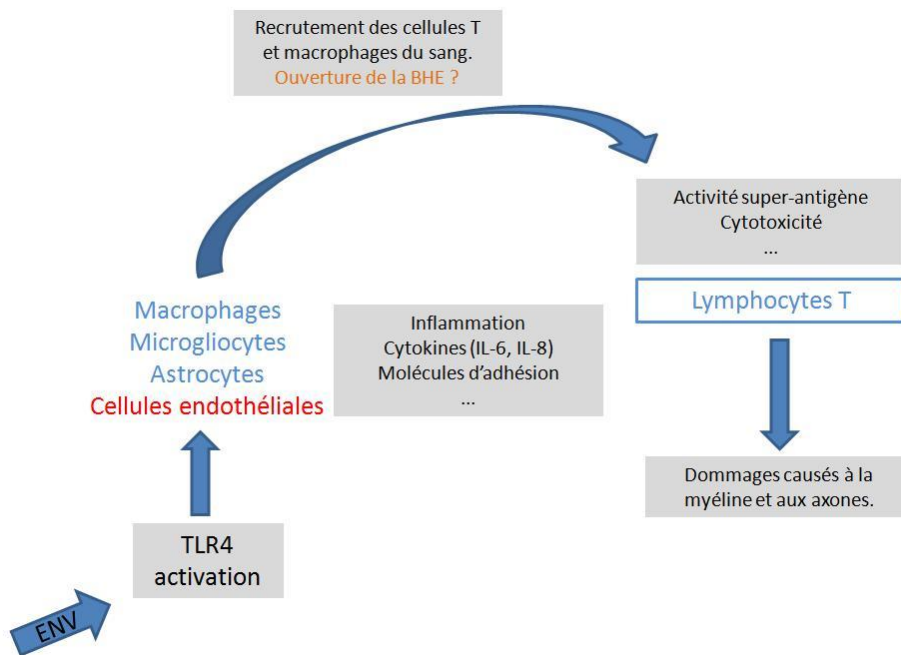 Recrutement des cellules T
et macrophages du sang.
Ouverture de la BHE ?
Activité super-antigène
Cytotoxicité
...
Lymphocytes T
Macrophages
Microgliocytes
Astrocytes
Cellules endothéliales
Inflammation
Cytokines (IL-6, IL-8)
Molécules d'adhésion
...
Dommages causés à la
myéline et aux axones.
TLR4
activation
ENV